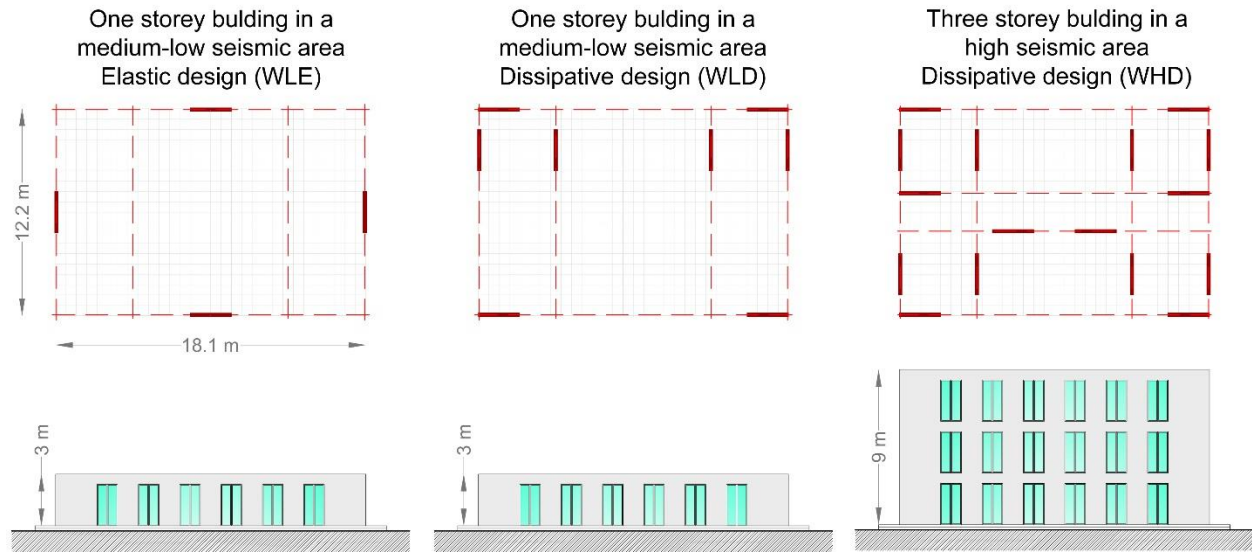 One storey bulding in a
medium-low seismic area
Elastic design (WLE)
One storey bulding in a
medium-low seismic area
Dissipative design (WLD)
Three storey bulding in a
high seismic area
Dissipative design (WHD)
12.2 m
18.1 m
3 m
3 m
9 m